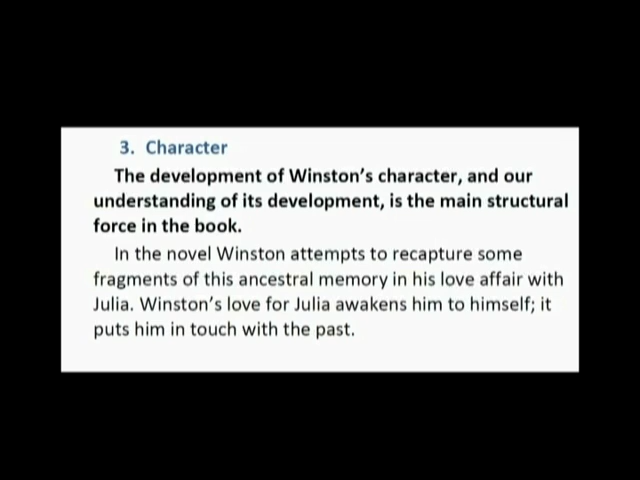 3. Character
The development of Winston's character, and our
understanding of its development, is the main structural
force in the book.
In the novel Winston attempts to recapture some
fragments of this ancestral memory in his love affair with
Julia. Winston's love for Julia awakens him to himself; it
puts him in touch with the past.